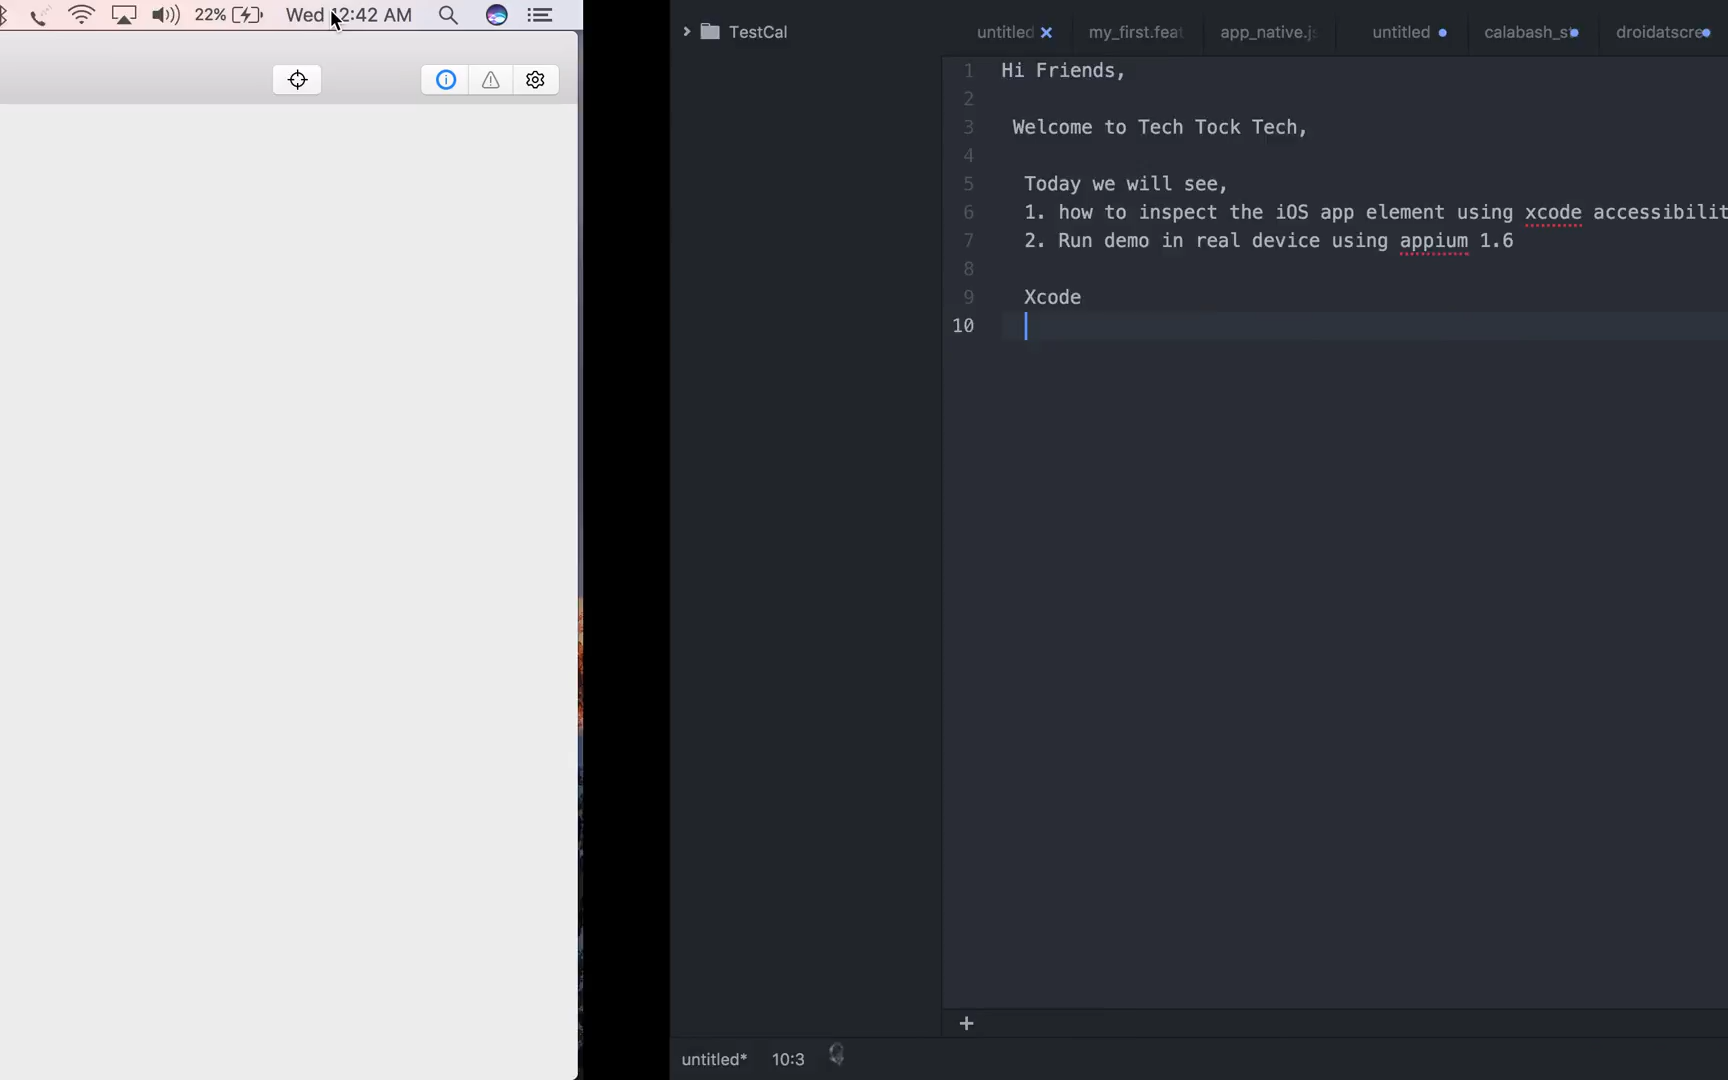 22% Wed 12:42 AM
TestCal
untitled my_first.feat app_native.js untitled calabash_st droidatscre
1 Hi Friends,
2
3 Welcome to Tech Tock Tech,
4
5 Today we will see,
6 1. how to inspect the iOS app element using xcode accessibilit
7 2. Run demo in real device using appium 1.6
8
9 Xcode
10
untitled* 10:3